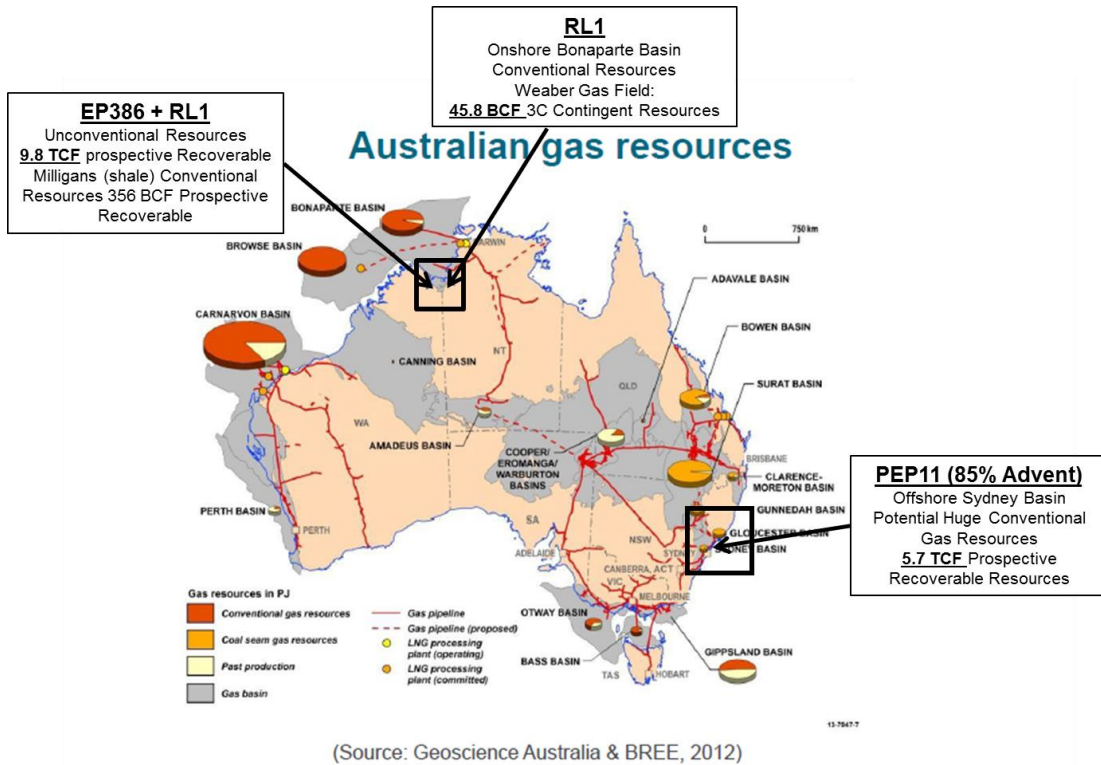 RL1
Onshore Bonaparte Basin
Conventional Resources
Weaber Gas Field:
45.8 BCF 3C Contingent Resources
EP386 + RL1
Unconventional Resources
9.8 TCF prospective Recoverable
Milligans (shale) Conventional
Resources 356 BCF Prospective
Recoverable
Australian gas resources
BONAPARTE BASIN
BROWSE BASIN
DARWIN
0
750 km
ADAVALE BASIN
BOWEN BASIN
CARNARVON BASIN
CANNING BASIN
NT
QLD
SURAT BASIN
WA
AMADEUS BASIN
COOPER/
EROMANGA/
WARBURTON
BASINS
BRISBANE
CLARENCE-
MORETON BASIN
PERTH BASIN
PERTH
SA
GUNNEDAH BASIN
NSW
GLOUCESTER BASIN
ADELAIDE
SYDNEY
SYDNEY BASIN
CANBERRA, ACT
VIC
MELBOURNE
PEP11 (85% Advent)
Offshore Sydney Basin
Potential Huge Conventional
Gas Resources
5.7 TCF Prospective
Recoverable Resources
Gas resources in PJ
Conventional gas resources
Coal seam gas resources
Past production
Gas basin
Gas pipeline
Gas pipeline (proposed)
LNG processing
plant (operating)
LNG processing
plant (committed)
OTWAY BASIN
BASS BASIN
GIPPSLAND BASIN
TAS
HOBART
13-7847-7
(Source: Geoscience Australia & BREE, 2012)